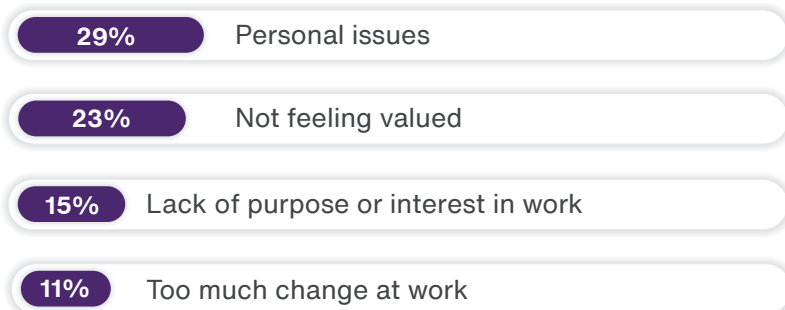 29% Personal issues
23% Not feeling valued
15% Lack of purpose or interest in work
11% Too much change at work